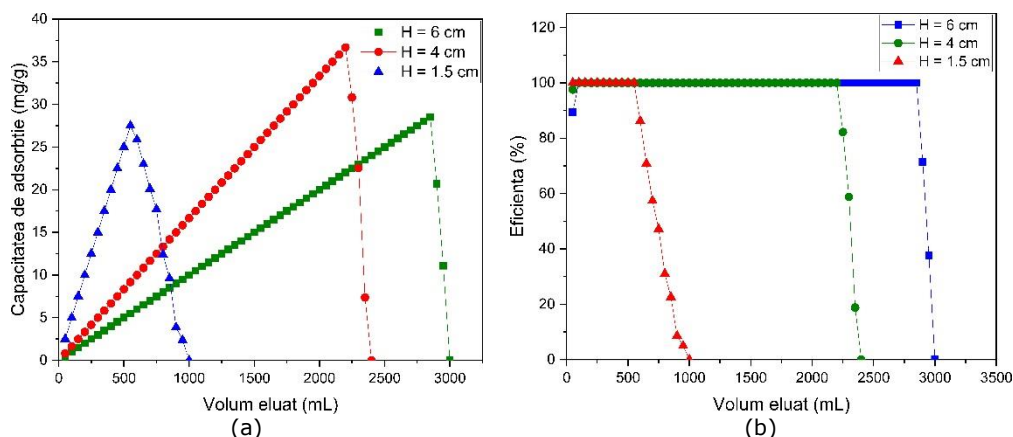 40
35
30
25
20
15
10
5
0
Capacitatea de adsorbtie (mg/g)
H = 6 cm
H = 4 cm
H = 1.5 cm
0 500 1000 1500 2000 2500 3000
Volum eluat (mL)
(a)
120
100
80
60
40
20
0
Eficienta (%)
H = 6 cm
H = 4 cm
H = 1.5 cm
0 500 1000 1500 2000 2500 3000 3500
Volum eluat (mL)
(b)